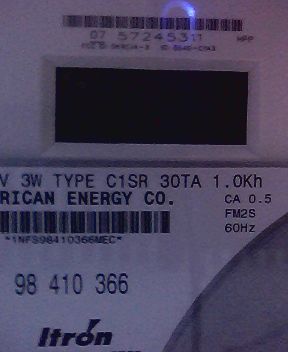 07 57245311
V 3W TYPE C1SR 30TA 1.0Kh
RICAN ENERGY CO.
CA 0.5
FM2S
60Hz
*1NFS98410366MEC*
98 410 366
Itrón